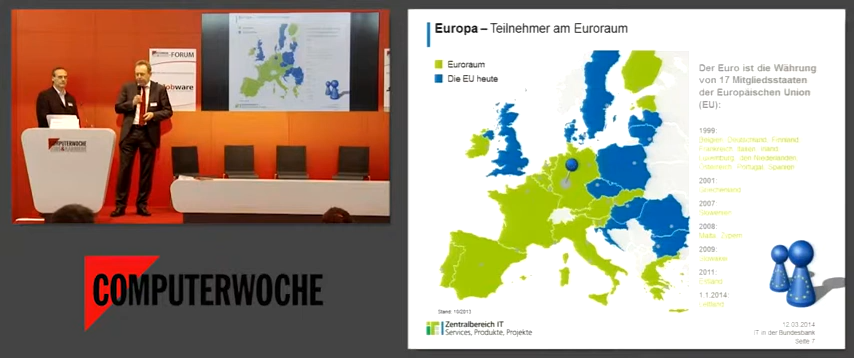 FORUM
COMPUTERWOCHE
COMPUTERWOCHE
Europa – Teilnehmer am Euroraum
Euroraum
Die EU heute
Der Euro ist die Währung
von 17 Mitgliedsstaaten
der Europäischen Union
(EU):
1999:
Belgien Deutschland Finnland
Frankreich Italien Irland
Luxemburg den Niederlanden
Österreich Portugal Spanien
2001:
Griechenland
2007:
Slowenien
2008:
Malta Zypern
2009:
Slowakei
2011:
Estland
1.1.2014:
Lettland
Stand: 10/2013
Zentralbereich IT
Services, Produkte, Projekte
12.03.2014
IT in der Bundesbank
Seite 7